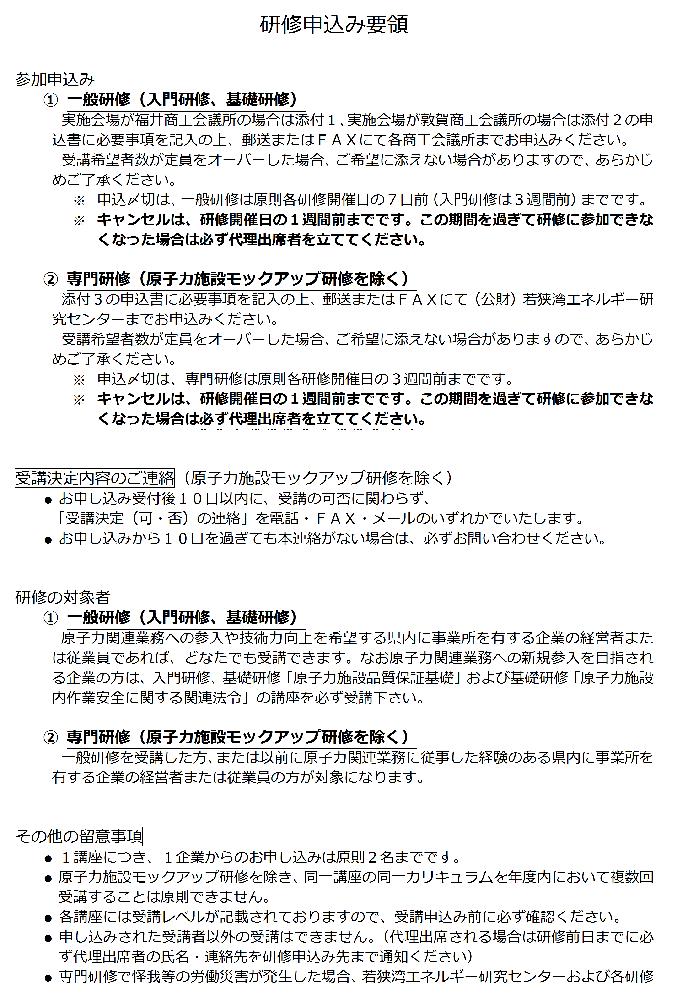 研修申込み要領
参加申込み
① 一般研修（入門研修、基礎研修）
実施会場が福井商工会議所の場合は添付１、実施会場が敦賀商工会議所の場合は添付２の申
込書に必要事項を記入の上、郵送またはＦＡＸにて各商工会議所までお申込みください。
受講希望者数が定員をオーバーした場合、ご希望に添えない場合がありますので、あらかじ
めご了承ください。
※ 申込〆切は、一般研修は原則各研修開催日の７日前（入門研修は３週間前）までです。
※ キャンセルは、研修開催日の１週間前までです。この期間を過ぎて研修に参加できな
くなった場合は必ず代理出席者を立ててください。
② 専門研修（原子力施設モックアップ研修を除く）
添付３の申込書に必要事項を記入の上、郵送またはＦＡＸにて（公財）若狭湾エネルギー研
究センターまでお申込みください。
受講希望者数が定員をオーバーした場合、ご希望に添えない場合がありますので、あらかじ
めご了承ください。
※ 申込〆切は、専門研修は原則各研修開催日の３週間前までです。
※ キャンセルは、研修開催日の１週間前までです。この期間を過ぎて研修に参加できな
くなった場合は必ず代理出席者を立ててください。
受講決定内容のご連絡（原子力施設モックアップ研修を除く）
● お申し込み受付後１０日以内に、受講の可否に関わらず、
「受講決定（可・否）の連絡」を電話・ＦＡＸ・メールのいずれかでいたします。
● お申し込みから１０日を過ぎても本連絡がない場合は、必ずお問い合わせください。
研修の対象者
① 一般研修（入門研修、基礎研修）
原子力関連業務への参入や技術力向上を希望する県内に事業所を有する企業の経営者また
は従業員であれば、どなたでも受講できます。なお原子力関連業務への新規参入を目指され
る企業の方は、入門研修、基礎研修「原子力施設品質保証基礎」および基礎研修「原子力施設
内作業安全に関する関連法令」の講座を必ず受講下さい。
② 専門研修（原子力施設モックアップ研修を除く）
一般研修を受講した方、または以前に原子力関連業務に従事した経験のある県内に事業所を
有する企業の経営者または従業員の方が対象になります。
その他の留意事項
● １講座につき、１企業からのお申し込みは原則２名までです。
● 原子力施設モックアップ研修を除き、同一講座の同一カリキュラムを年度内において複数回
受講することは原則できません。
● 各講座には受講レベルが記載されておりますので、受講申込み前に必ず確認ください。
● 申し込みされた受講者以外の受講はできません。（代理出席される場合は研修前日までに必
ず代理出席者の氏名・連絡先を研修申込み先まで通知ください）
● 専門研修で怪我等の労働災害が発生した場合、若狭湾エネルギー研究センターおよび各研修